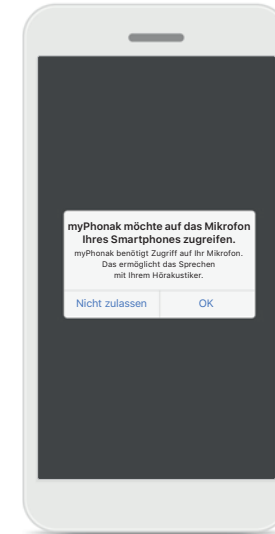 myPhonak möchte auf das Mikrofon
Ihres Smartphones zugreifen.
myPhonak benötigt Zugriff auf Ihr Mikrofon.
Das ermöglicht das Sprechen
mit Ihrem Hörakustiker.
Nicht zulassen OK